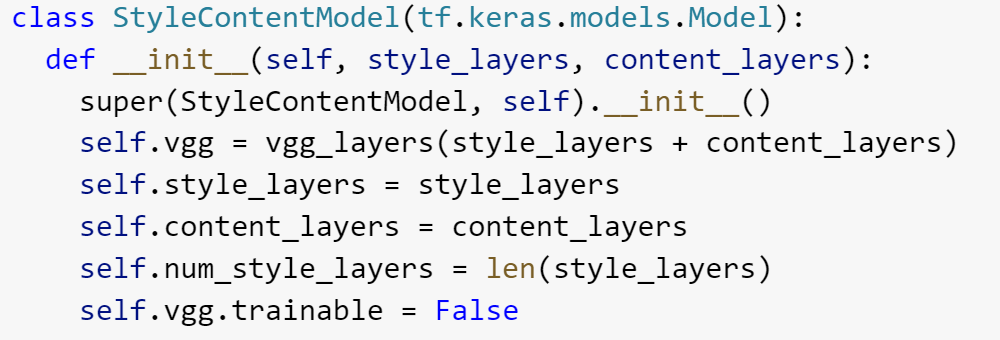 class StyleContentModel(tf.keras.models.Model):
  def __init__(self, style_layers, content_layers):
    super(StyleContentModel, self).__init__()
    self.vgg = vgg_layers(style_layers + content_layers)
    self.style_layers = style_layers
    self.content_layers = content_layers
    self.num_style_layers = len(style_layers)
    self.vgg.trainable = False